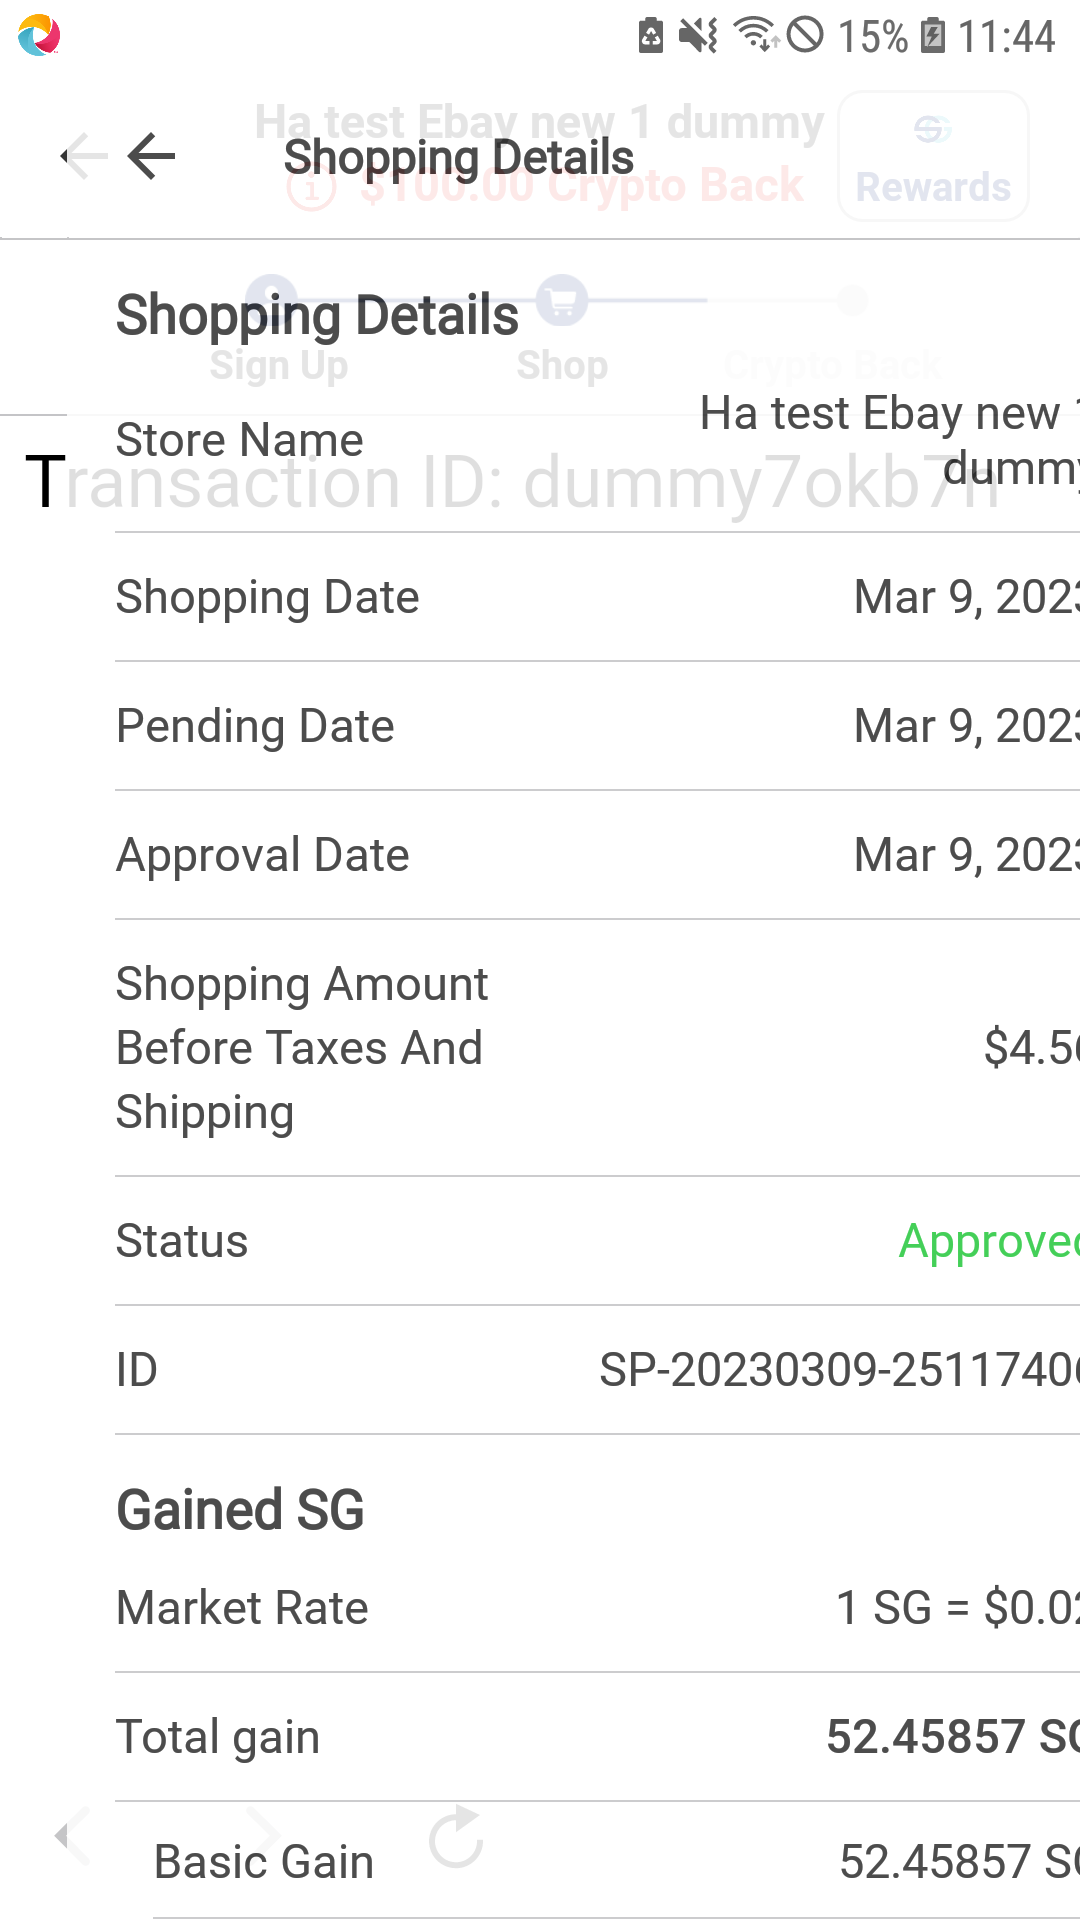 15% 11:44
Ha test Ebay new 1 dummy
Shopping Details
$100.00 Crypto Back
Rewards
Shopping Details
Sign Up Shop Crypto Back
Store Name Ha test Ebay new 1
dummy
Transaction ID: dummy7okb7n
Shopping Date Mar 9, 2023
Pending Date Mar 9, 2023
Approval Date Mar 9, 2023
Shopping Amount
Before Taxes And
Shipping
$4.56
Status Approved
ID SP-20230309-25117406
Gained SG
Market Rate 1 SG = $0.02
Total gain 52.45857 SG
Basic Gain 52.45857 SG